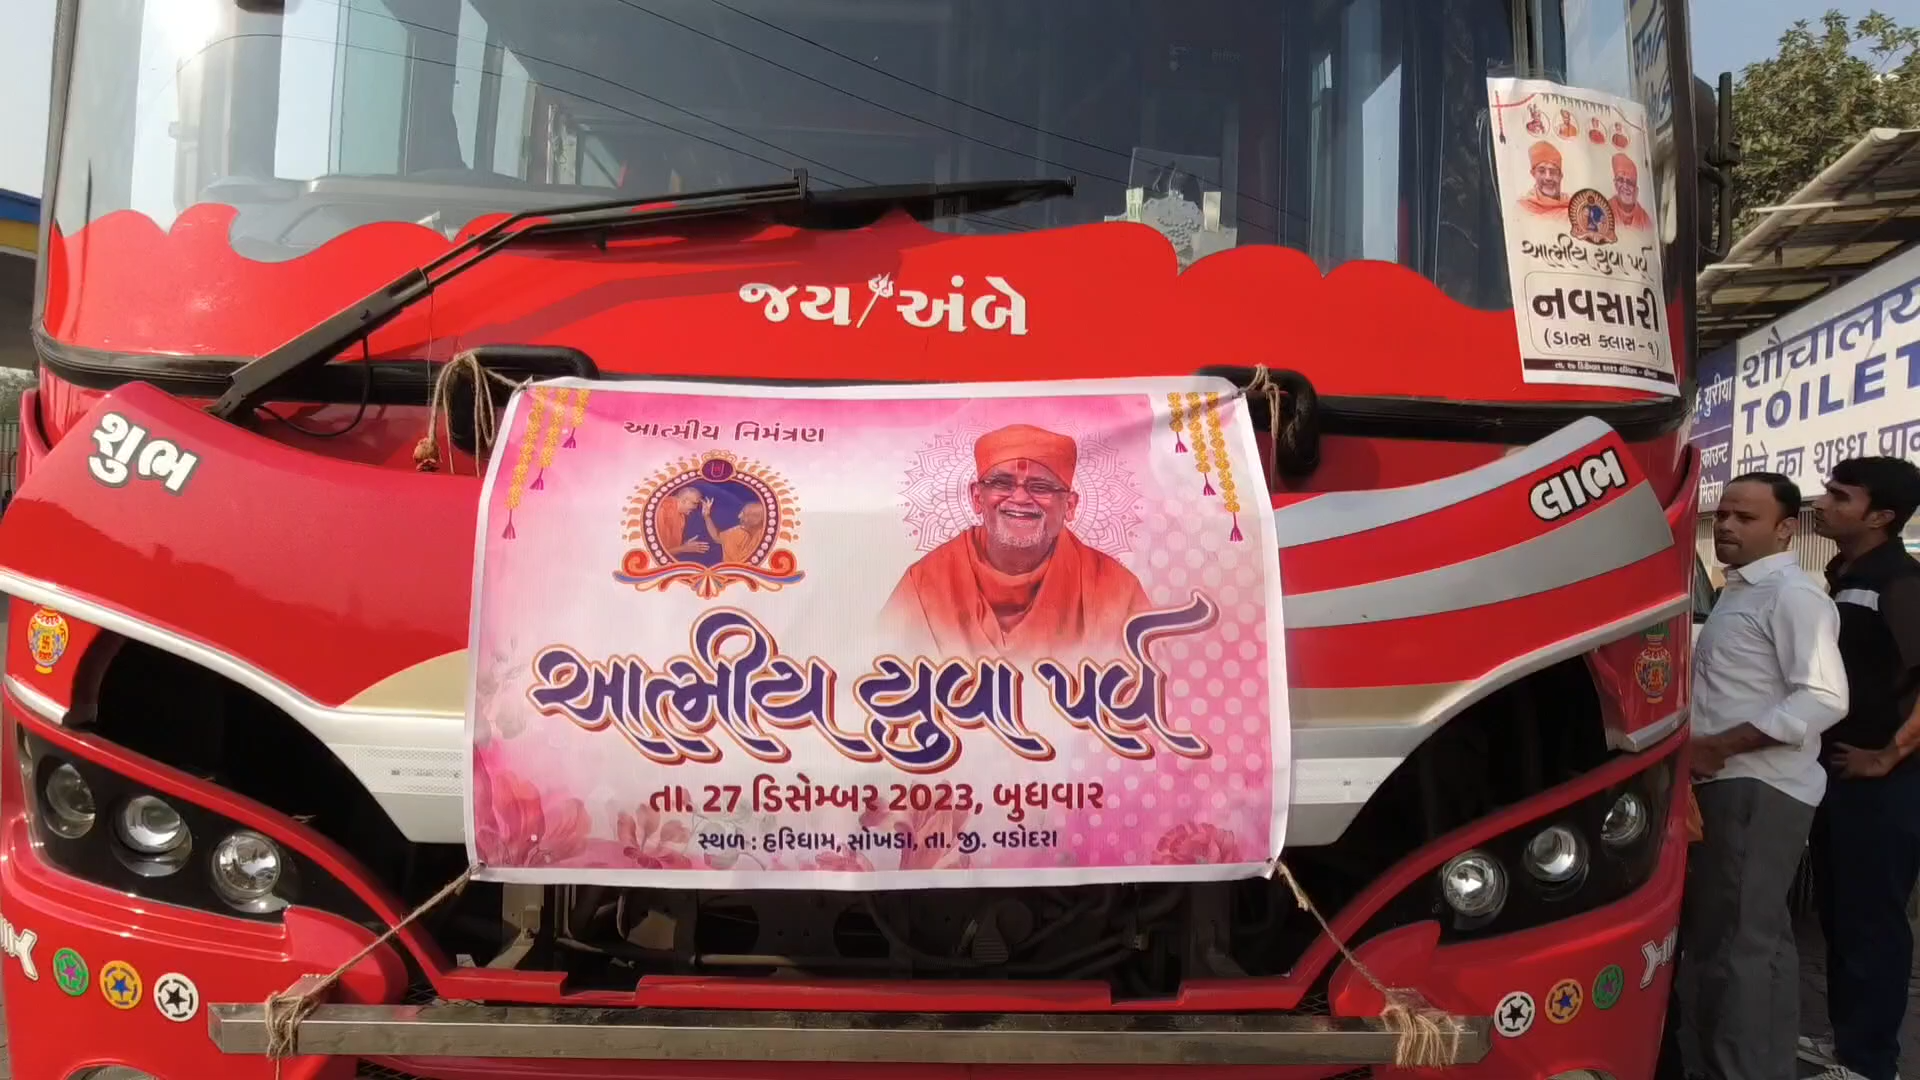 જય અંબે
શુભ
લાભ
આત્મીય નિમંત્રણ
આત્મીય યુવા પર્વ
તા. 27 ડિસેમ્બર 2023, બુધવાર
સ્થળ : હરિધામ, સોખડા, તા. જી. વડોદરા
આત્મીય યુવા પર્વ
નવસારી
(ડાન્સ ક્લાસ - ૧)
शौचालय
TOILET
पीने का शुध्ध